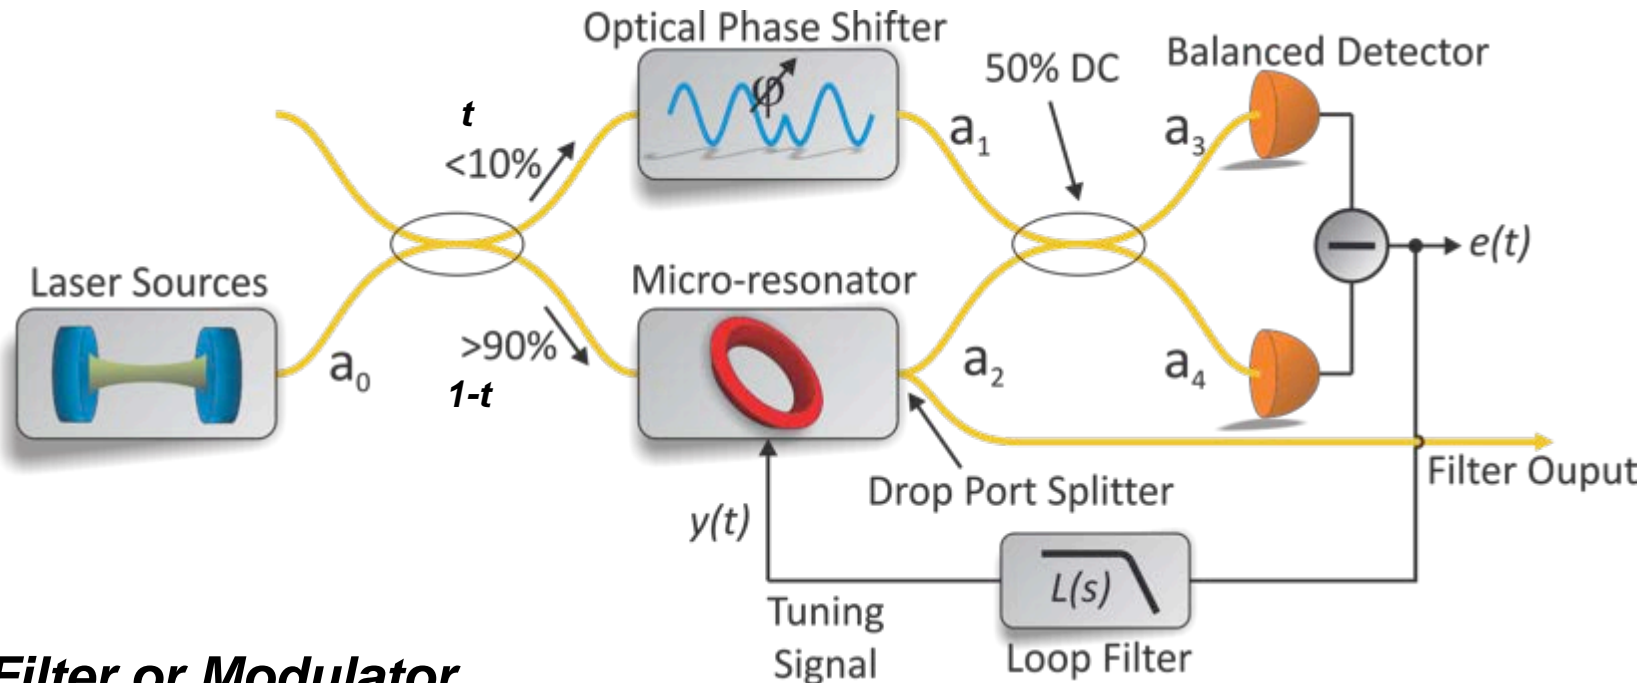 Optical Phase Shifter
φ
50% DC
Balanced Detector
t
<10%
a1
a3
e(t)
Laser Sources
a0
>90%
1-t
Micro-resonator
a2
a4
Filter Ouput
Drop Port Splitter
y(t)
L(s)
Tuning
Signal
Loop Filter
Filter or Modulator